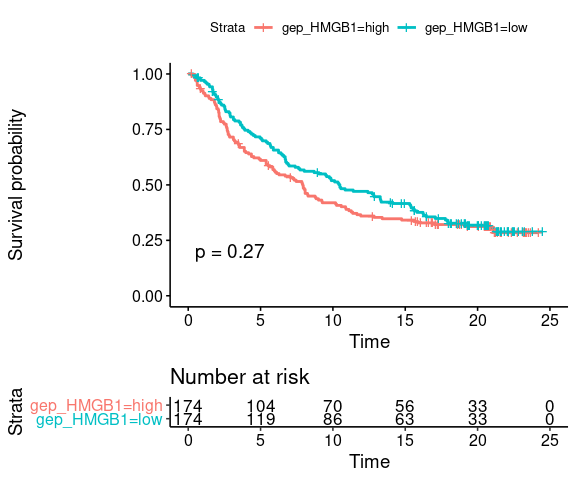 Strata gep_HMGB1=high gep_HMGB1=low
Survival probability
1.00
0.75
0.50
0.25
0.00
p = 0.27
0 5 10 15 20 25
Time
Number at risk
Strata
gep_HMGB1=high 174 104 70 56 33 0
gep_HMGB1=low 174 119 86 63 33 0
0 5 10 15 20 25
Time